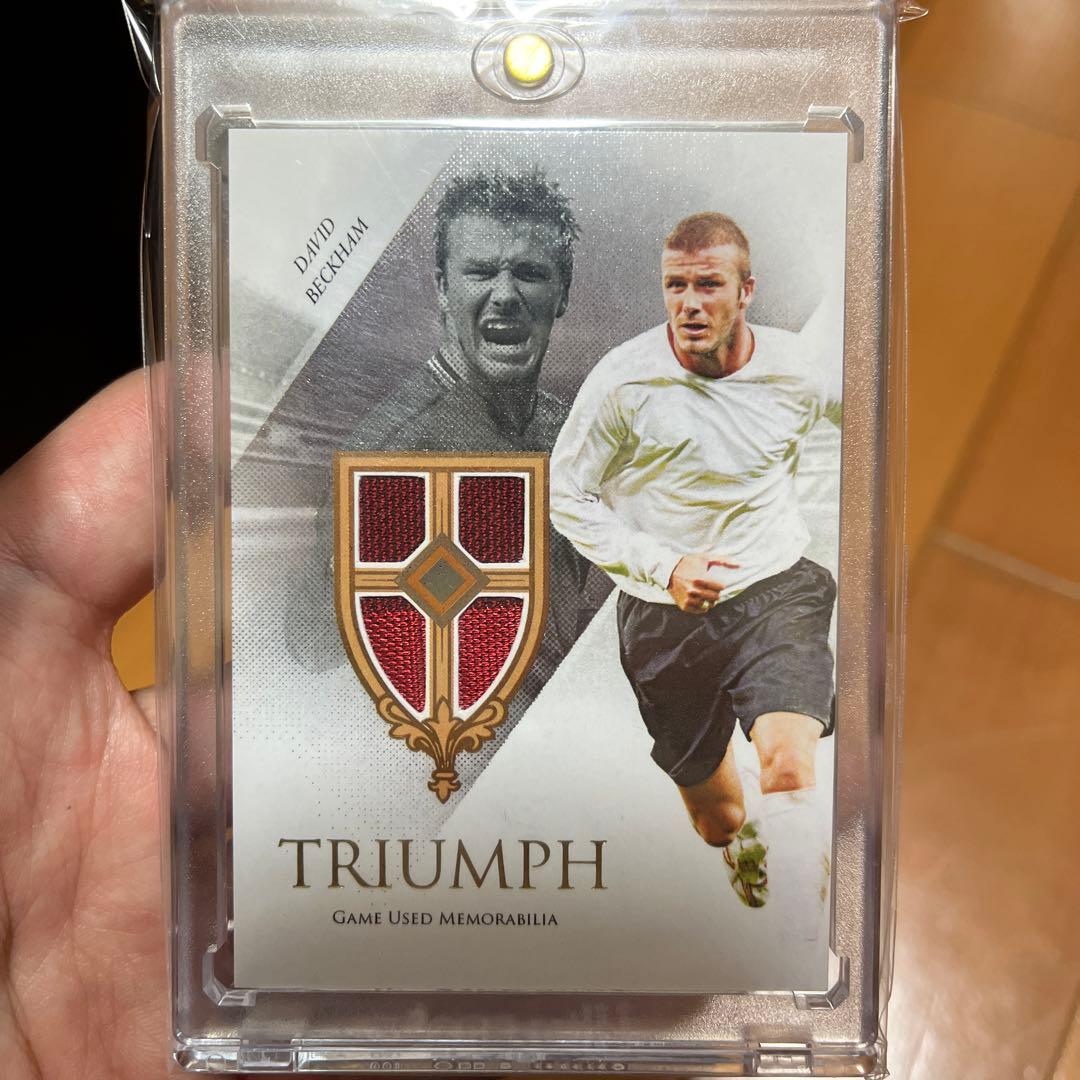 DAVID
BECKHAM
TRIUMPH
GAME USED MEMORABILIA